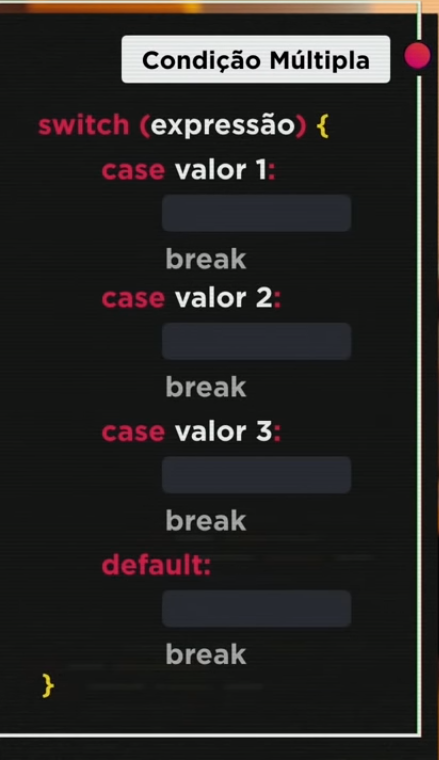 Condição Múltipla
switch (expressão) {
case valor 1:
break
case valor 2:
break
case valor 3:
break
default:
break
}